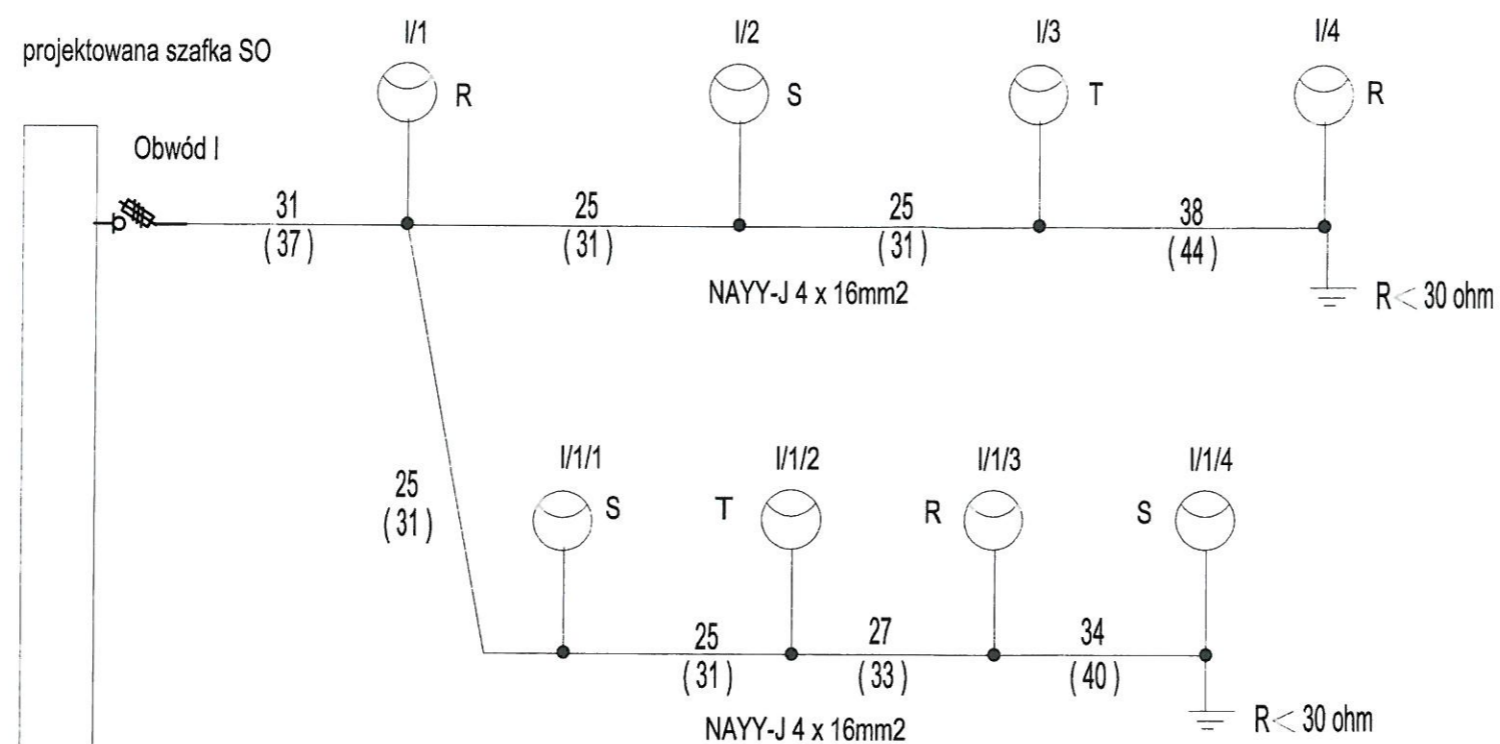 I/1
I/2
I/3
I/4
projektowana szafka SO
R
S
T
R
Obwód I
31
(37)
25
(31)
25
(31)
38
(44)
NAYY-J 4 x 16mm2
R< 30 ohm
I/1/1
I/1/2
I/1/3
I/1/4
25
(31)
S
T
R
S
25
(31)
27
(33)
34
(40)
NAYY-J 4 x 16mm2
R< 30 ohm